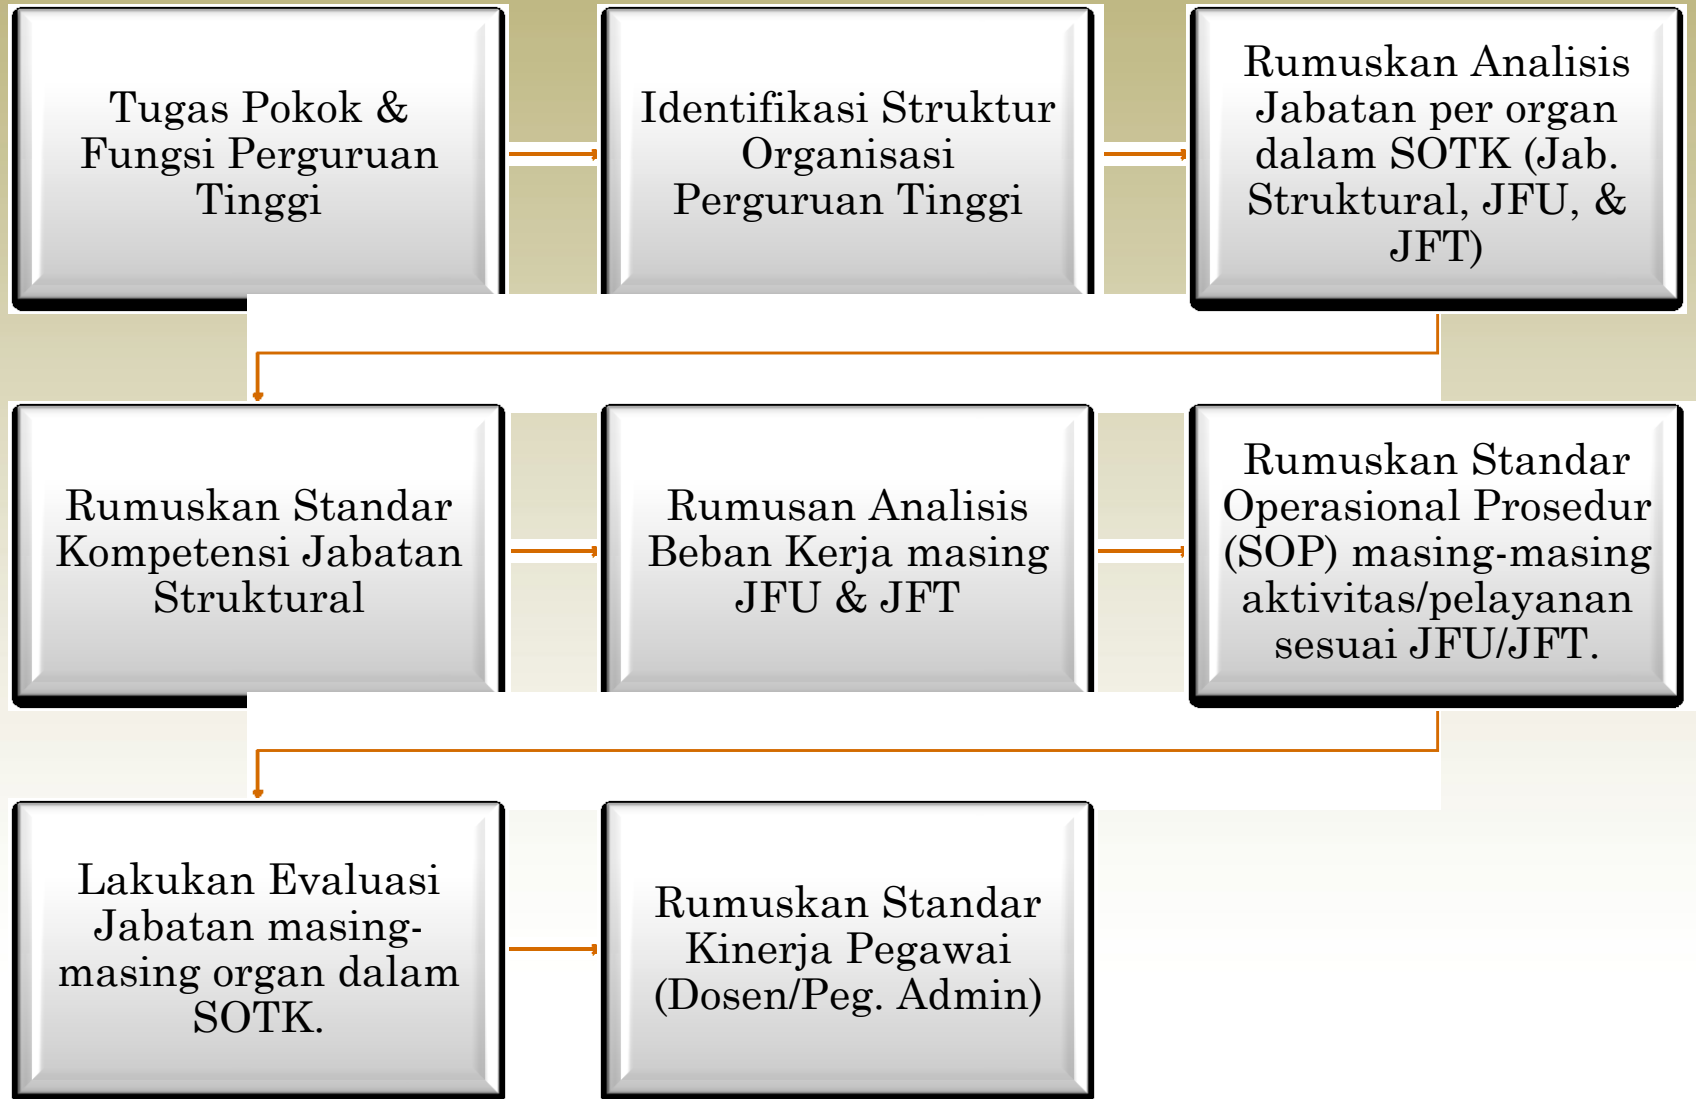 Tugas Pokok &
Fungsi Perguruan
Tinggi
Identifikasi Struktur
Organisasi
Perguruan Tinggi
Rumuskan Analisis
Jabatan per organ
dalam SOTK (Jab.
Struktural, JFU, &
JFT)
Rumuskan Standar
Kompetensi Jabatan
Struktural
Rumusan Analisis
Beban Kerja masing
JFU & JFT
Rumuskan Standar
Operasional Prosedur
(SOP) masing-masing
aktivitas/pelayanan
sesuai JFU/JFT.
Lakukan Evaluasi
Jabatan masing-
masing organ dalam
SOTK.
Rumuskan Standar
Kinerja Pegawai
(Dosen/Peg. Admin)